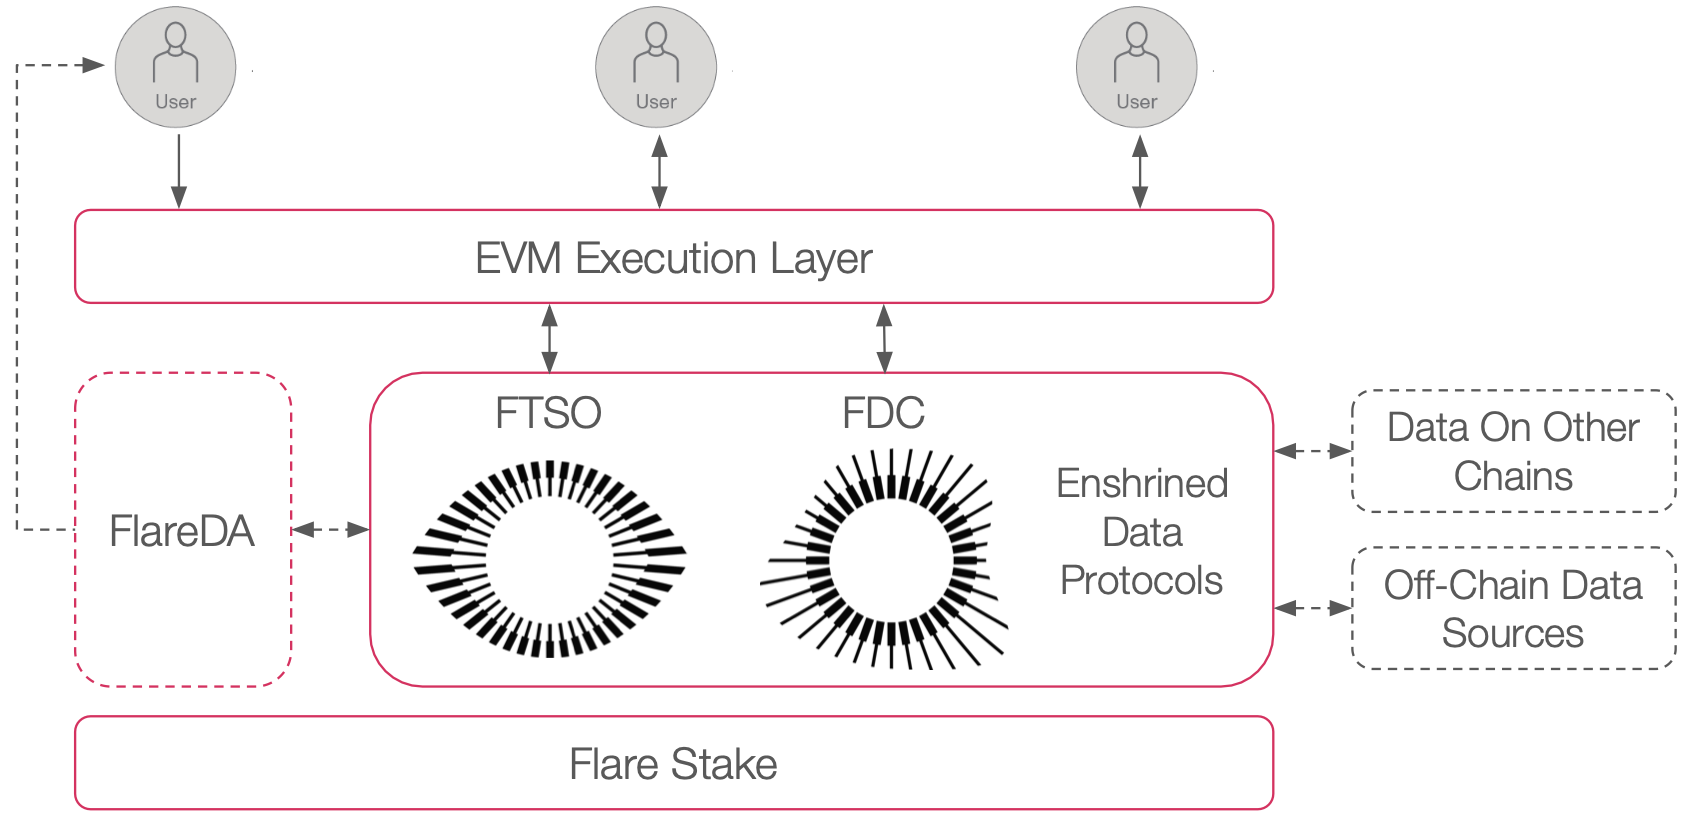 User
User
User
EVM Execution Layer
FTSO
FDC
FlareDA
Enshrined
Data
Protocols
Data On Other
Chains
Off-Chain Data
Sources
Flare Stake